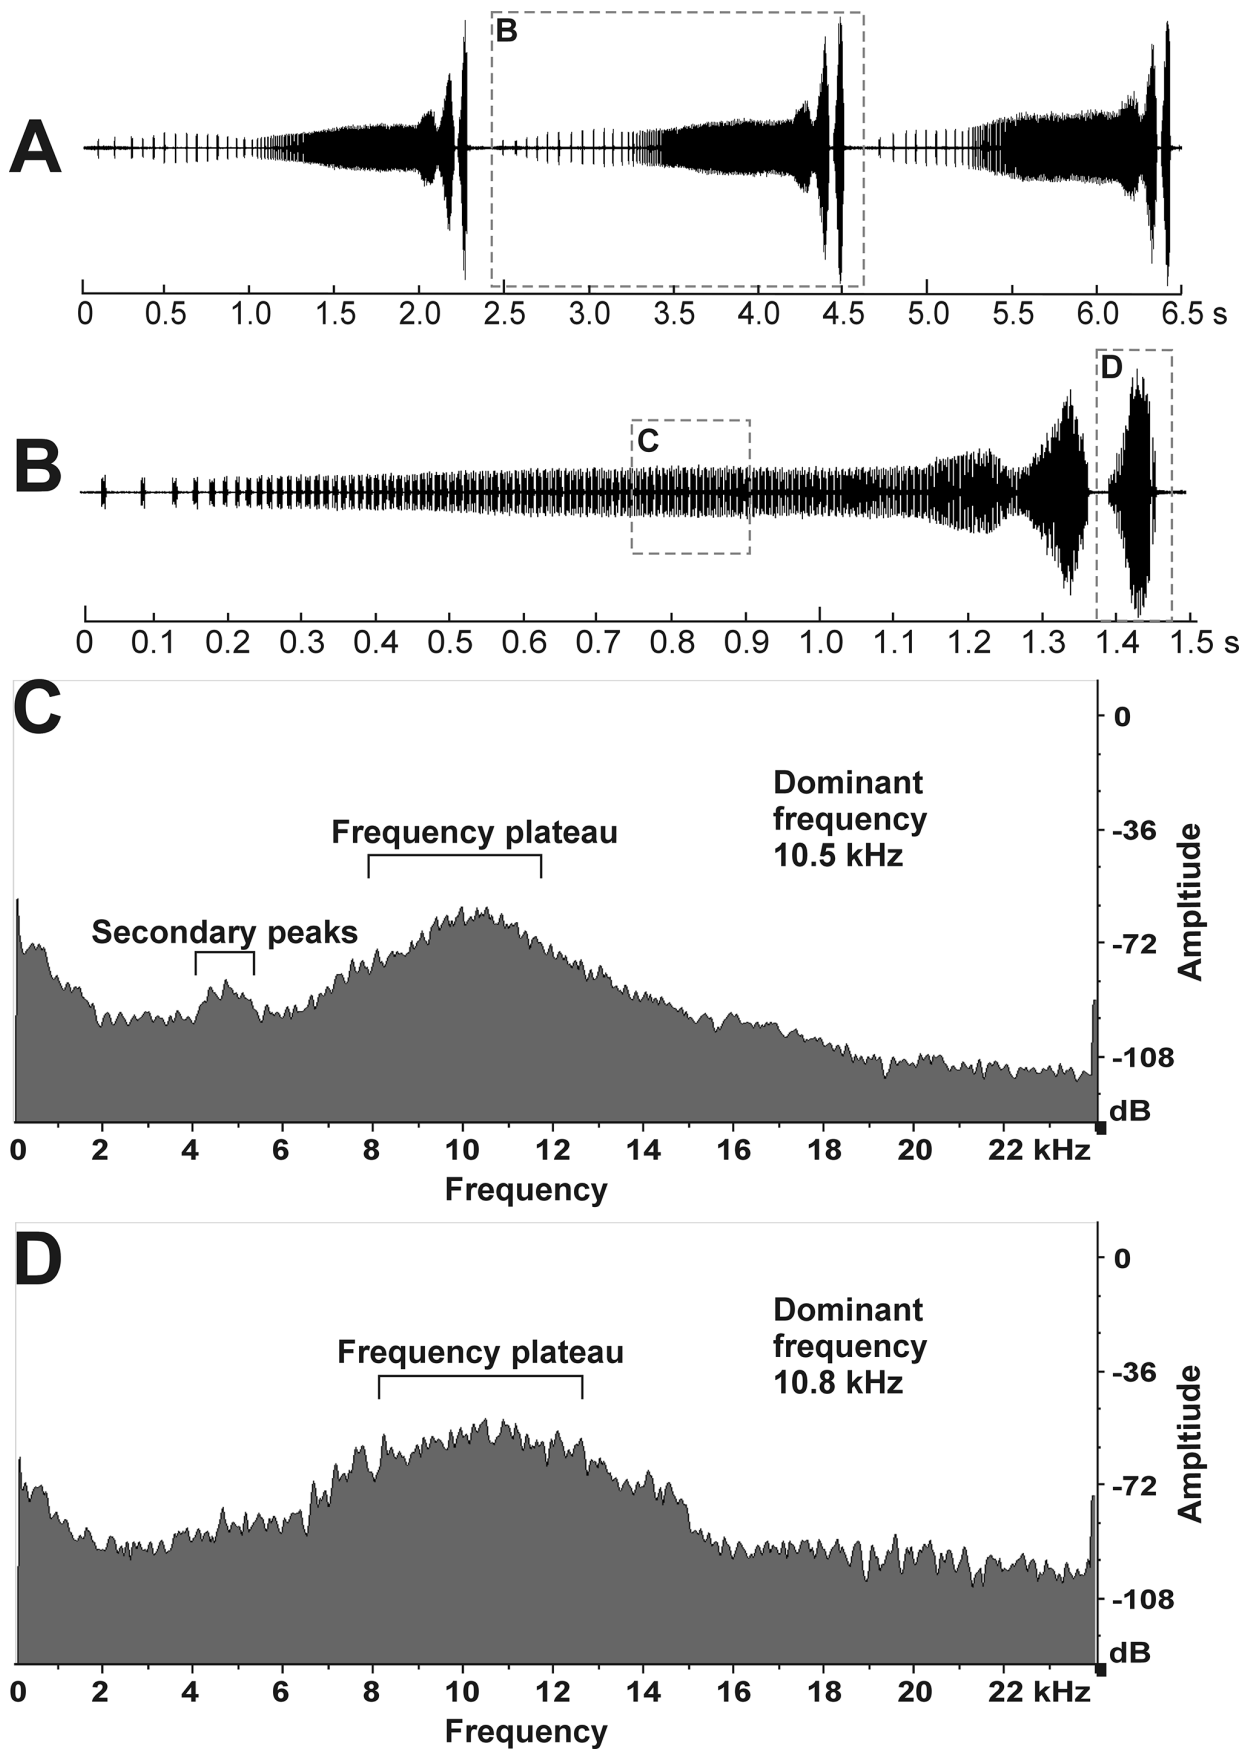 A
B
0 0.5 1.0 1.5 2.0 2.5 3.0 3.5 4.0 4.5 5.0 5.5 6.0 6.5 s
B
C
D
0 0.1 0.2 0.3 0.4 0.5 0.6 0.7 0.8 0.9 1.0 1.1 1.2 1.3 1.4 1.5 s
C
Dominant
frequency
10.5 kHz
Frequency plateau
Secondary peaks
0
-36
-72
-108
dB
Ampltiude
0 2 4 6 8 10 12 14 16 18 20 22 kHz
Frequency
D
Dominant
frequency
10.8 kHz
Frequency plateau
0
-36
-72
-108
dB
Ampltiude
0 2 4 6 8 10 12 14 16 18 20 22 kHz
Frequency